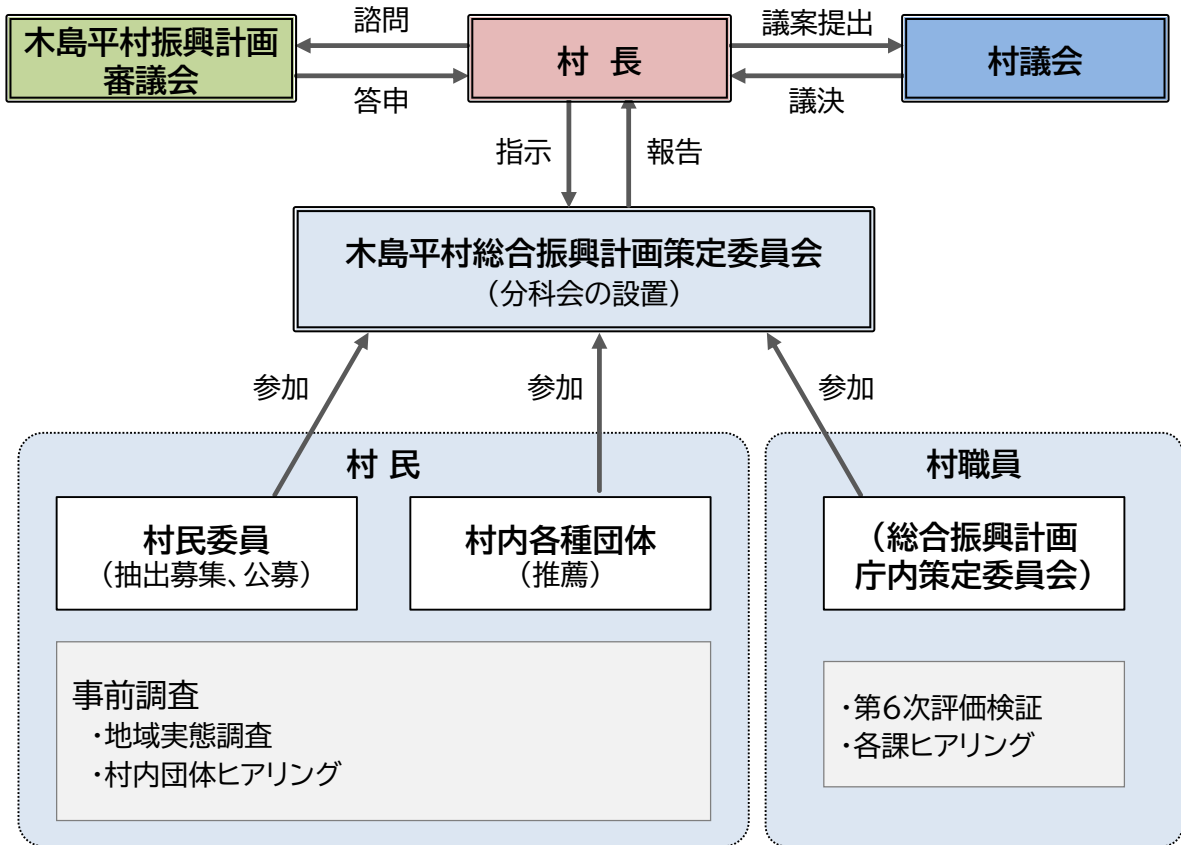 木島平村振興計画
審議会
諮問
答申
村 長
議案提出
議決
村議会
指示
報告
木島平村総合振興計画策定委員会
（分科会の設置）
参加
参加
参加
村 民
村民委員
（抽出募集、公募）
村内各種団体
（推薦）
事前調査
・地域実態調査
・村内団体ヒアリング
村職員
（総合振興計画
庁内策定委員会）
・第6次評価検証
・各課ヒアリング